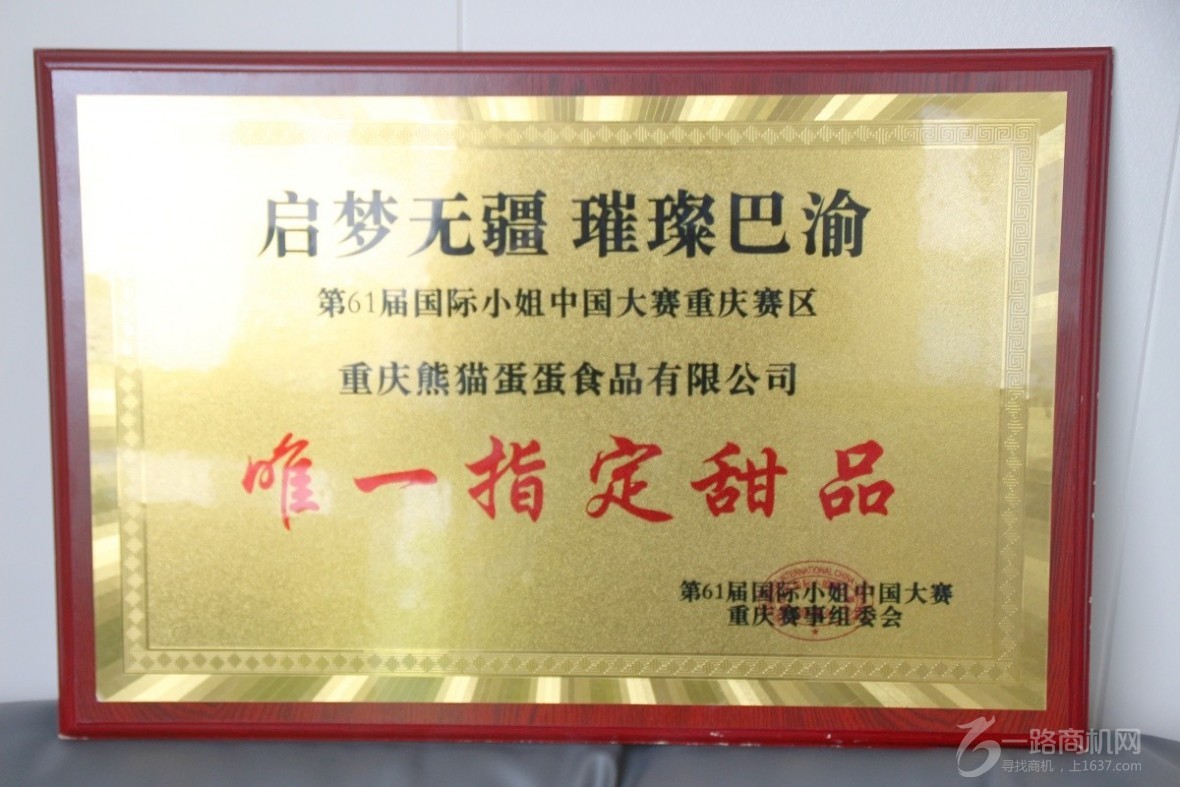 启梦无疆 璀璨巴渝
第61届国际小姐中国大赛重庆赛区
重庆熊猫蛋蛋食品有限公司
唯一指定甜品
第61届国际小姐中国大赛
重庆赛事组委会
INTERNATIONAL CHINA
一路商机网
寻找商机，上1637.com